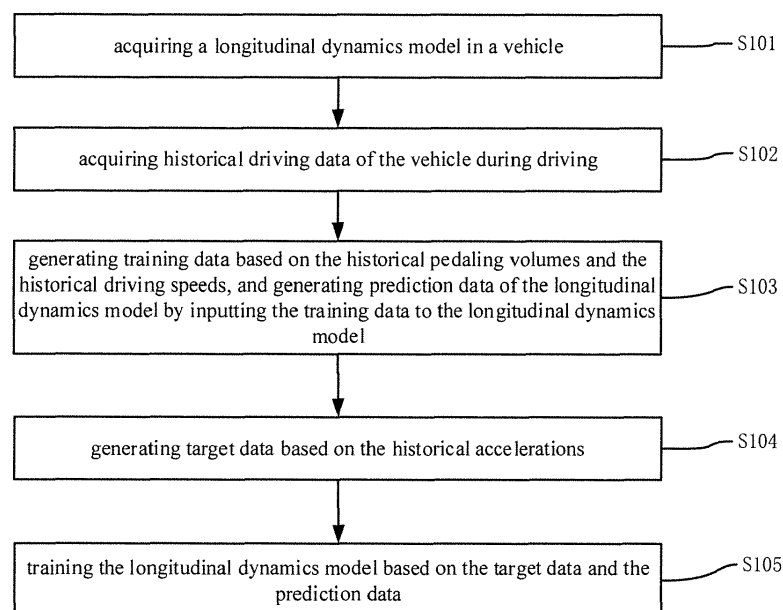 acquiring a longitudinal dynamics model in a vehicle
S101
acquiring historical driving data of the vehicle during driving
S102
generating training data based on the historical pedaling volumes and the
historical driving speeds, and generating prediction data of the longitudinal
dynamics model by inputting the training data to the longitudinal dynamics
model
S103
generating target data based on the historical accelerations
S104
training the longitudinal dynamics model based on the target data and the
prediction data
S105